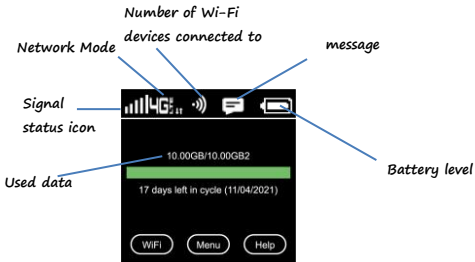 Number of Wi-Fi
devices connected to
Network Mode
message
Signal
status icon
4G
10.00GB/10.00GB2
Used data
Battery level
17 days left in cycle (11/04/2021)
WiFi
Menu
Help